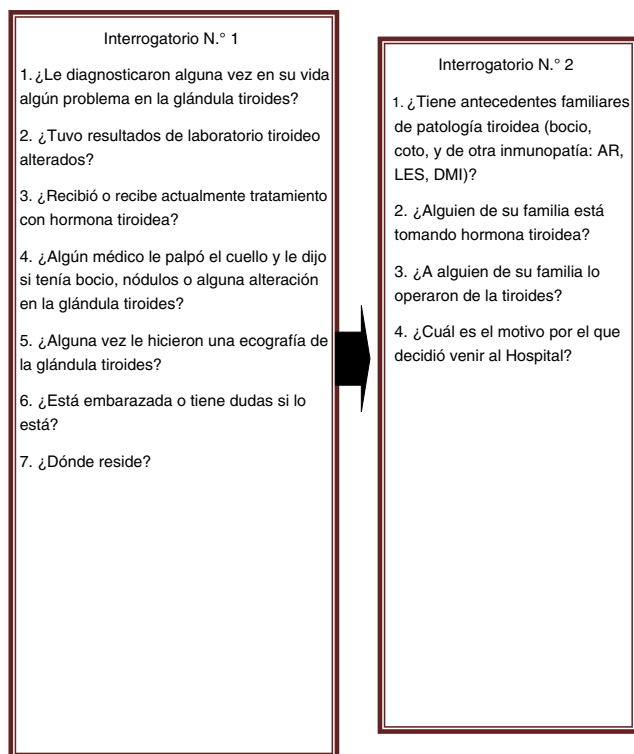 Interrogatorio N.° 1
1. ¿Le diagnosticaron alguna vez en su vida
algún problema en la glándula tiroides?
2. ¿Tuvo resultados de laboratorio tiroideo
alterados?
3. ¿Recibió o recibe actualmente tratamiento
con hormona tiroidea?
4. ¿Algún médico le palpó el cuello y le dijo
si tenía bocio, nódulos o alguna alteración
en la glándula tiroides?
5. ¿Alguna vez le hicieron una ecografía de
la glándula tiroides?
6. ¿Está embarazada o tiene dudas si lo
está?
7. ¿Dónde reside?
Interrogatorio N.° 2
1. ¿Tiene antecedentes familiares
de patología tiroidea (bocio,
coto, y de otra inmunopatía: AR,
LES, DMI)?
2. ¿Alguien de su familia está
tomando hormona tiroidea?
3. ¿A alguien de su familia lo
operaron de la tiroides?
4. ¿Cuál es el motivo por el que
decidió venir al Hospital?